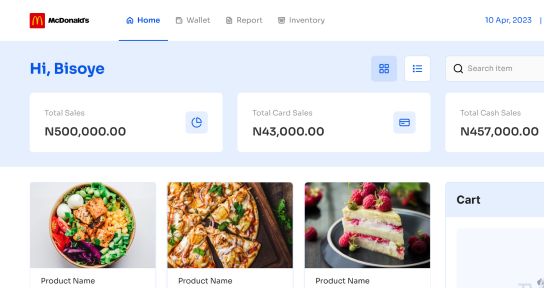 McDonald's
Home
Wallet
Report
Inventory
10 Apr, 2023 |
Hi, Bisoye
Search item
Total Sales
N500,000.00
Total Card Sales
N43,000.00
Total Cash Sales
N457,000.00
Cart
Product Name
Product Name
Product Name